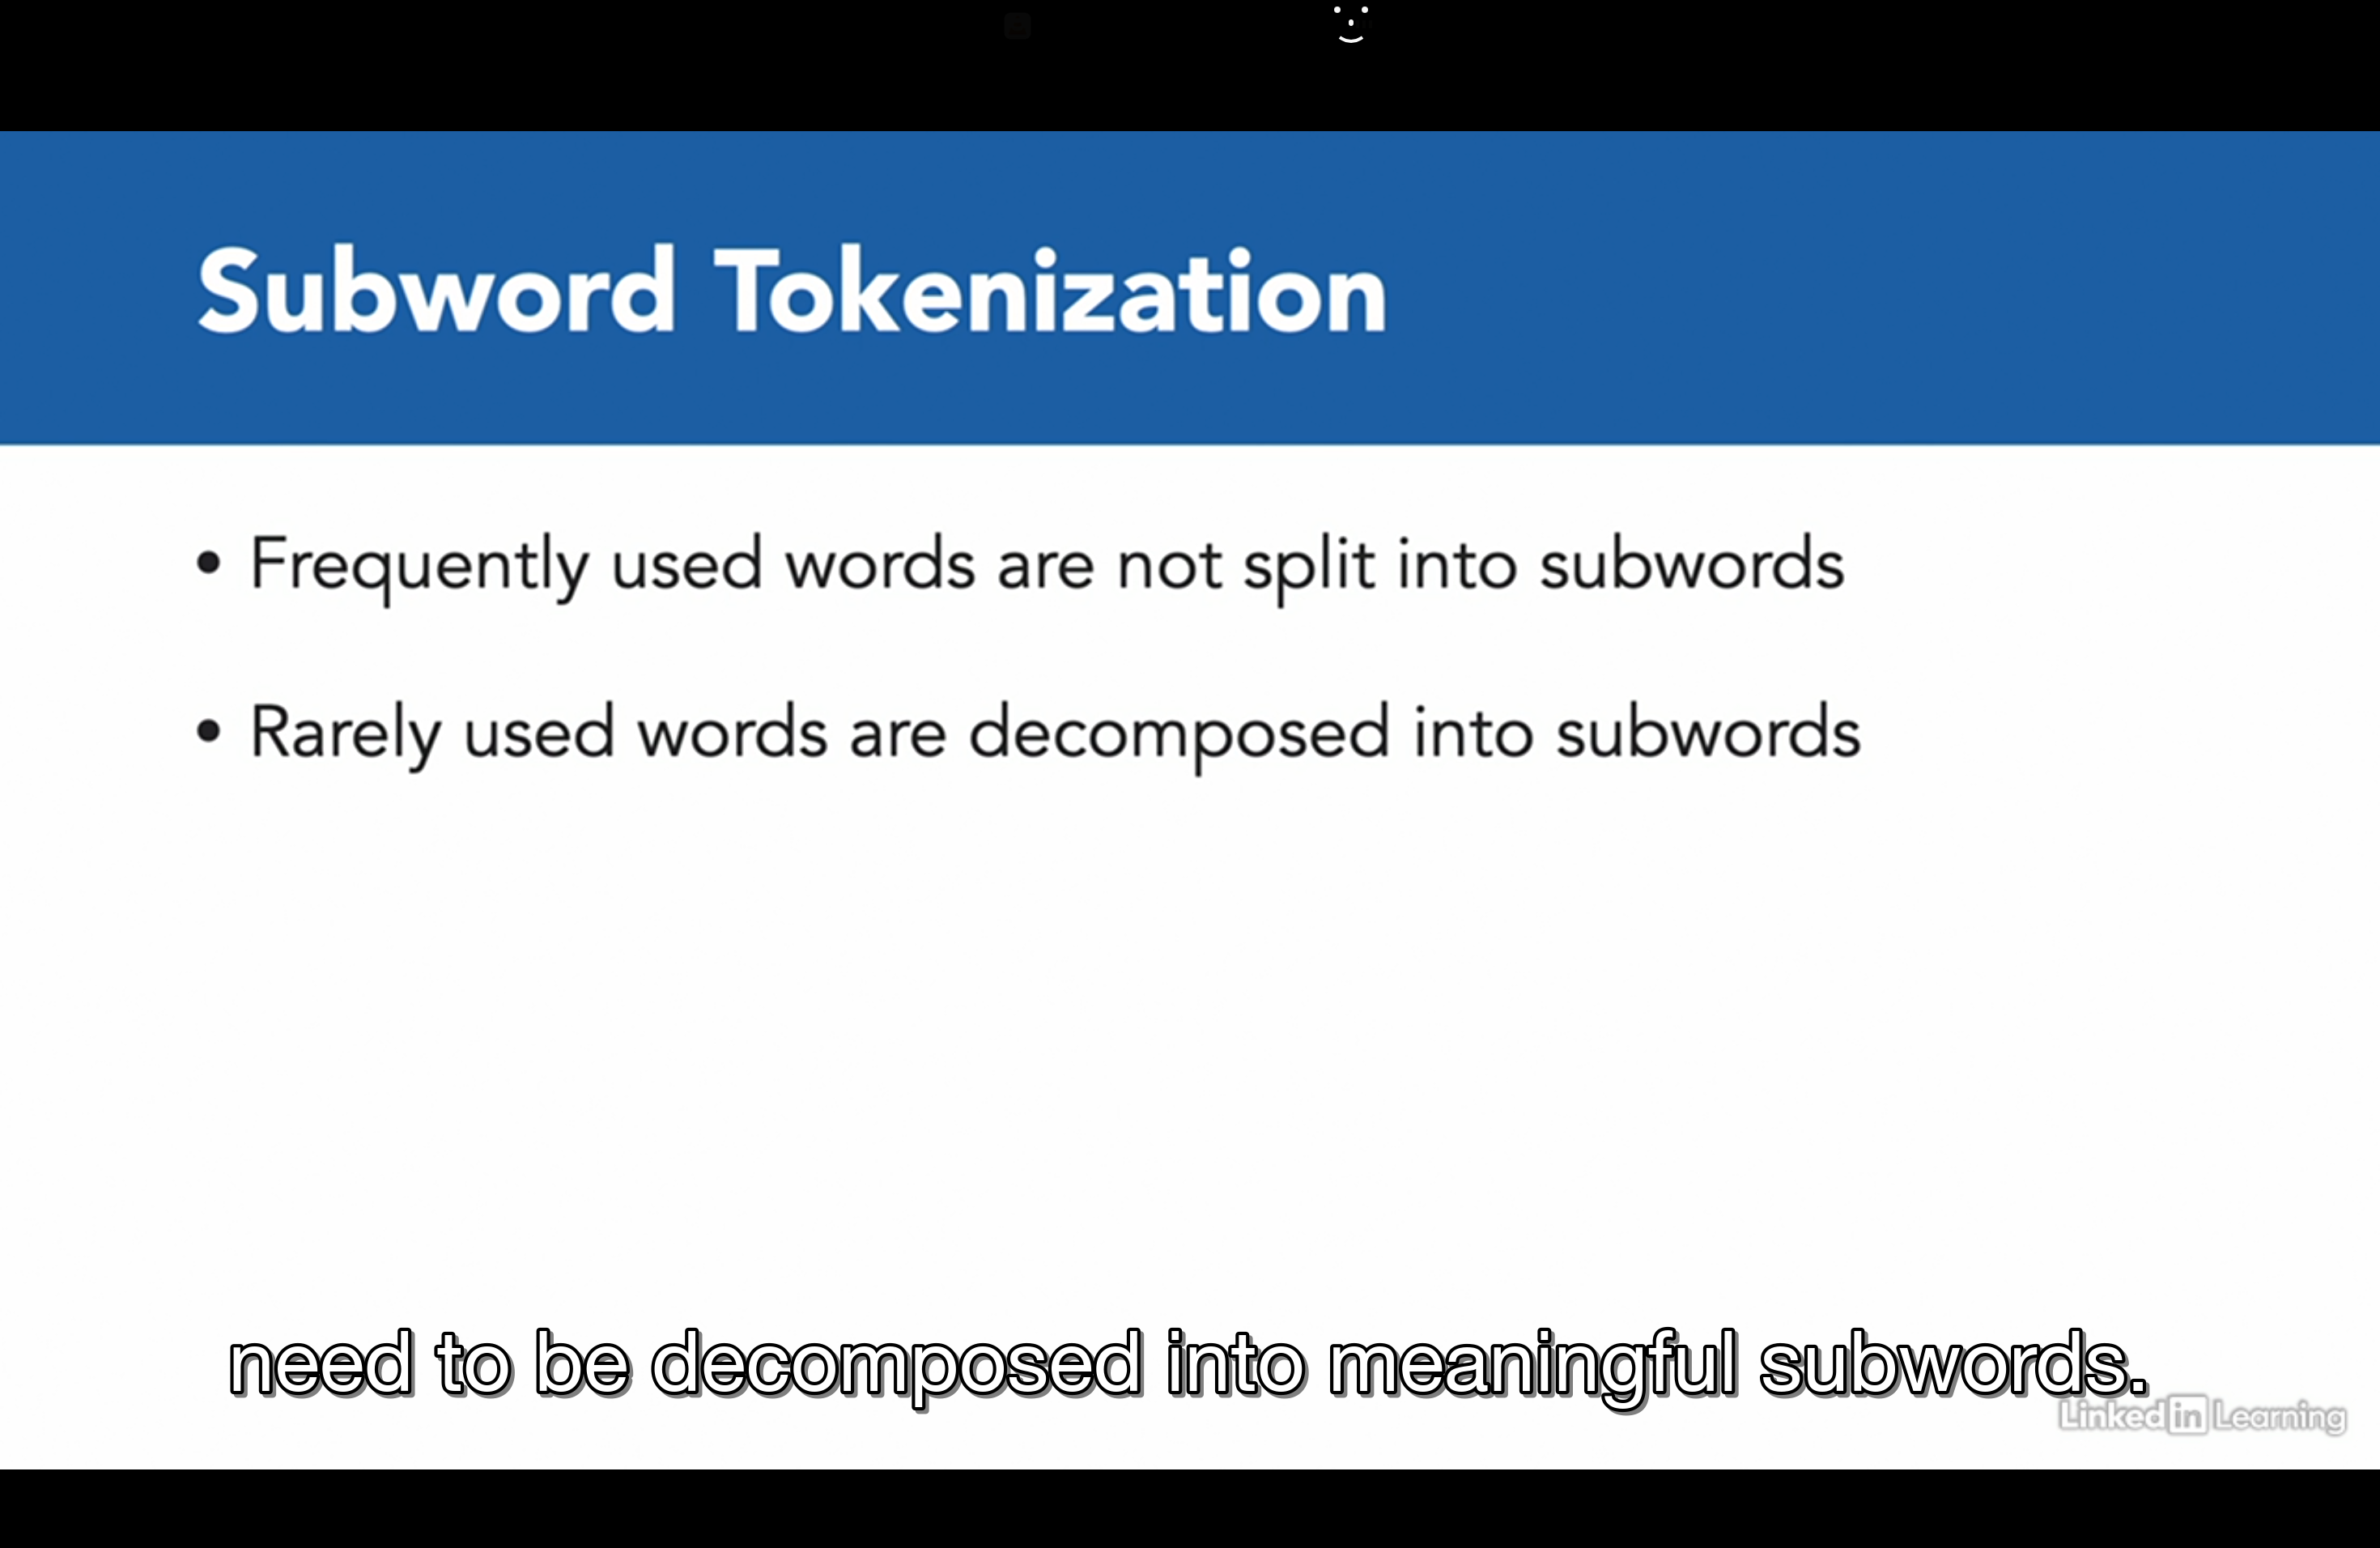 Subword Tokenization
• Frequently used words are not split into subwords
• Rarely used words are decomposed into subwords
need to be decomposed into meaningful subwords.
Linked in Learning